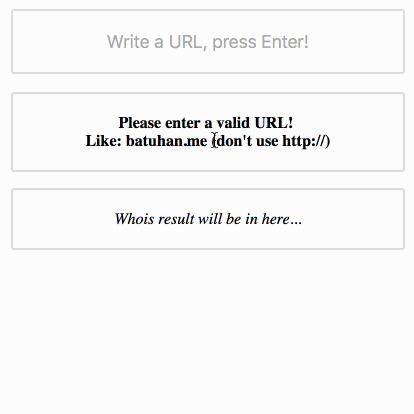 Write a URL, press Enter!
Please enter a valid URL!
Like: batuhan.me (don't use http://)
Whois result will be in here...